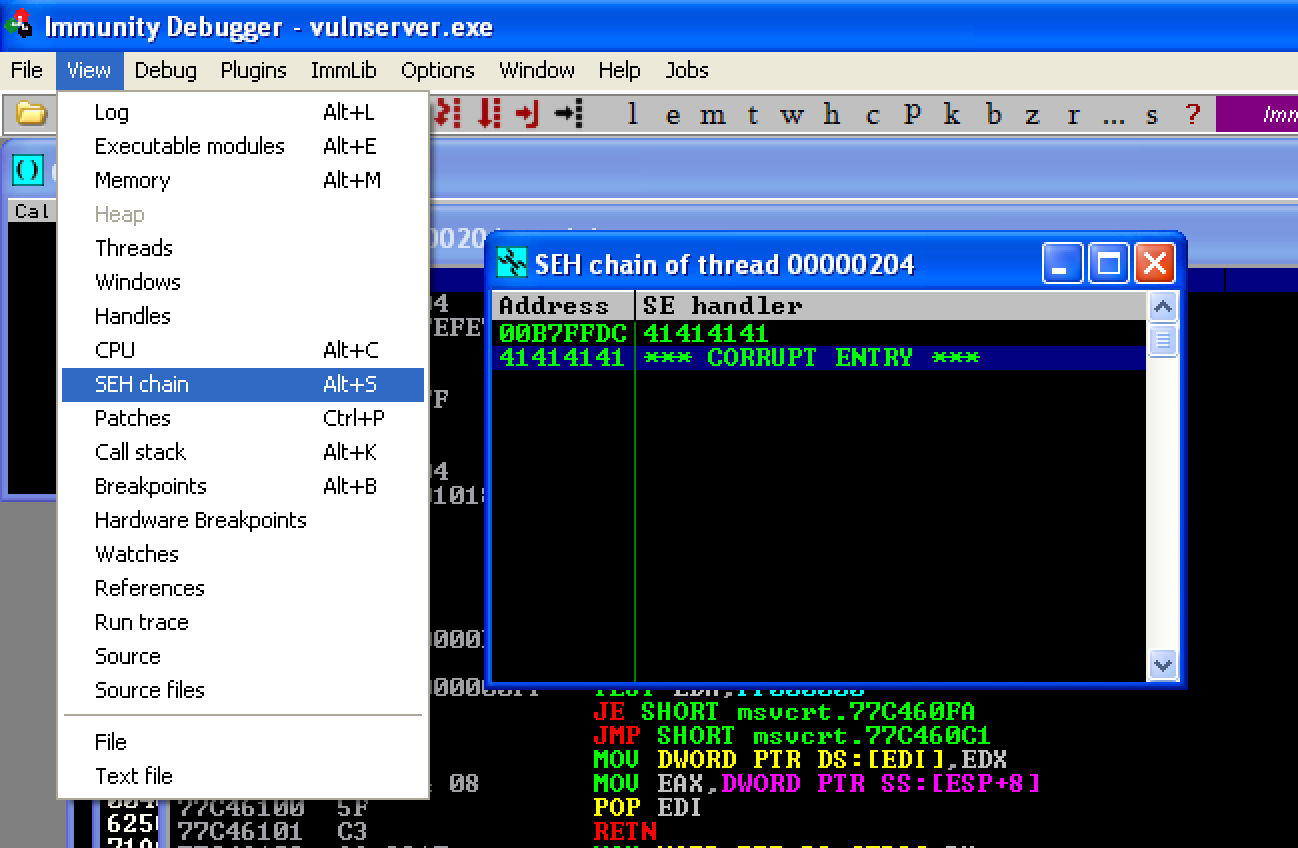 Immunity Debugger - vulnserver.exe
File View Debug Plugins ImmLib Options Window Help Jobs
l e m t w h c P k b z r ... s ? Imm
Log Alt+L
Executable modules Alt+E
Memory Alt+M
Heap
Threads
Windows
Handles
CPU Alt+C
SEH chain Alt+S
Patches Ctrl+P
Call stack Alt+K
Breakpoints Alt+B
Hardware Breakpoints
Watches
References
Run trace
Source
Source files
File
Text file
Cal
SEH chain of thread 00000204
Address SE handler
00B7FFDC 41414141
41414141 *** CORRUPT ENTRY ***
JE SHORT msvcrt.77C460FA
JMP SHORT msvcrt.77C460C1
MOV DWORD PTR DS:[EDI],EDX
08 MOV EAX,DWORD PTR SS:[ESP+8]
77C46100 5F POP EDI
77C46101 C3 RETN